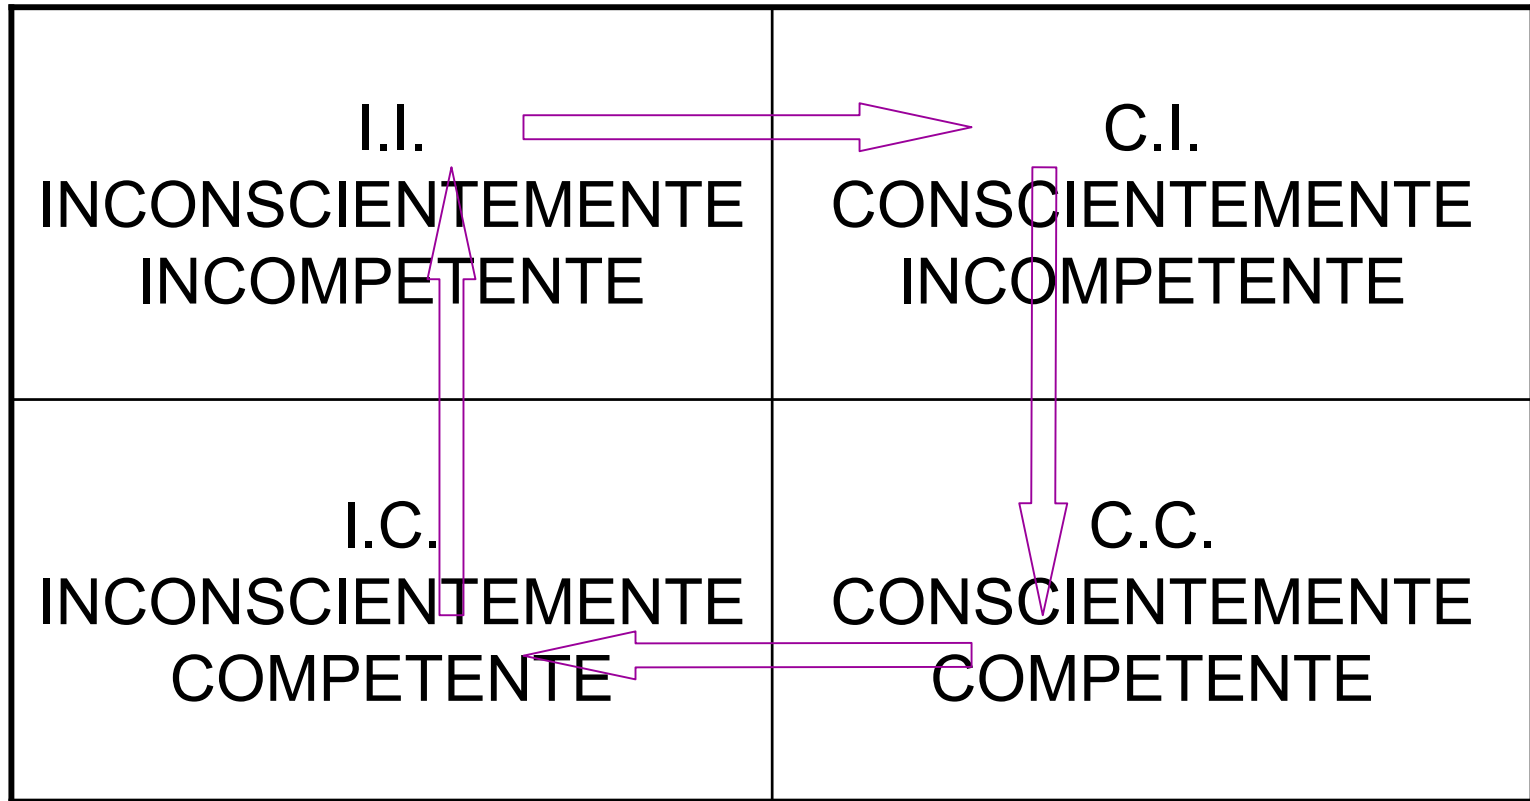 I.I.
INCONSCIENTEMENTE
INCOMPETENTE
C.I.
CONSCIENTEMENTE
INCOMPETENTE
I.C.
INCONSCIENTEMENTE
COMPETENTE
C.C.
CONSCIENTEMENTE
COMPETENTE